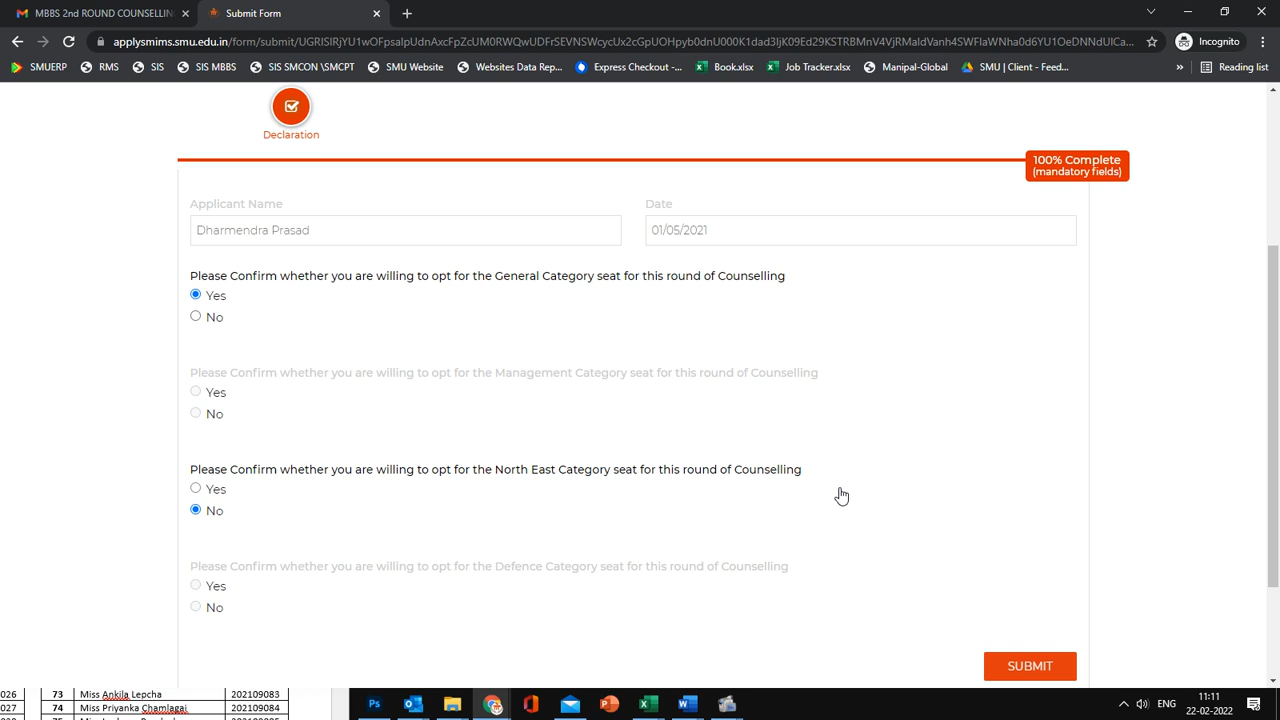 MBBS 2nd ROUND COUNSELLIN
Submit Form
applysmims.smu.edu.in
Incognito
SMUERP
RMS
SIS
SIS MBBS
SIS SMCON \SMCPT
SMU Website
Websites Data Rep...
Express Checkout -...
Book.xlsx
Job Tracker.xlsx
Manipal-Global
SMU | Client - Feed...
»
Reading list
Declaration
100% Complete
(mandatory fields)
Applicant Name
Date
Dharmendra Prasad
01/05/2021
Please Confirm whether you are willing to opt for the General Category seat for this round of Counselling
Yes
No
Please Confirm whether you are willing to opt for the Management Category seat for this round of Counselling
Yes
No
Please Confirm whether you are willing to opt for the North East Category seat for this round of Counselling
Yes
No
Please Confirm whether you are willing to opt for the Defence Category seat for this round of Counselling
Yes
No
SUBMIT
026 73 Miss Ankila Lepcha 202109083
027 74 Miss Priyanka Chamlagai 202109084
Ps
ENG
11:11
22-02-2022